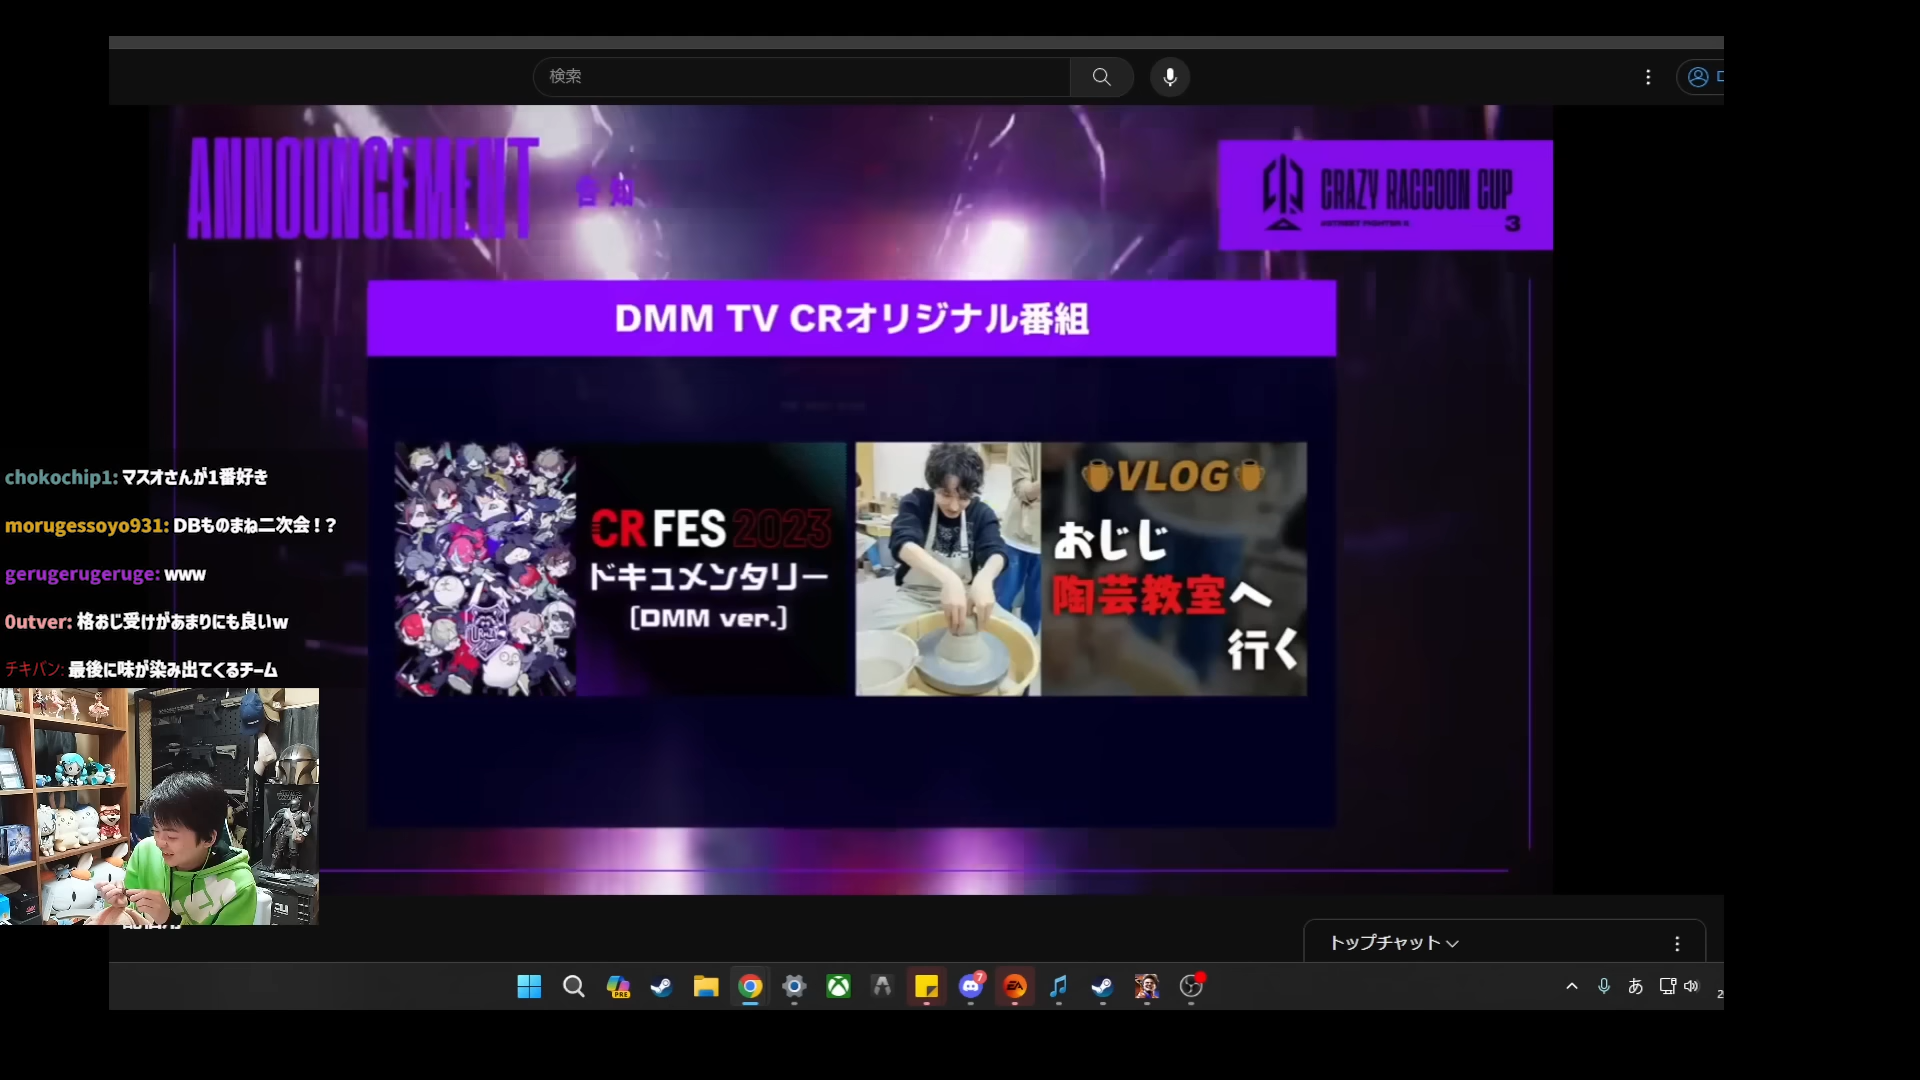 検索
ANNOUNCEMENT
告知
CRAZY RACCOON CUP
3
DMM TV CRオリジナル番組
CR FES 2023
ドキュメンタリー
[DMM ver.]
VLOG
おじじ
陶芸教室へ
行く
chokochip1: マスオさんが1番好き
morugessoyo931: DBものまね二次会！？
gerugerugeruge: www
0utver: 格おじ受けがあまりにも良いw
チキパン: 最後に味が染み出てくるチーム
トップチャット
PRE
7
EA
あ